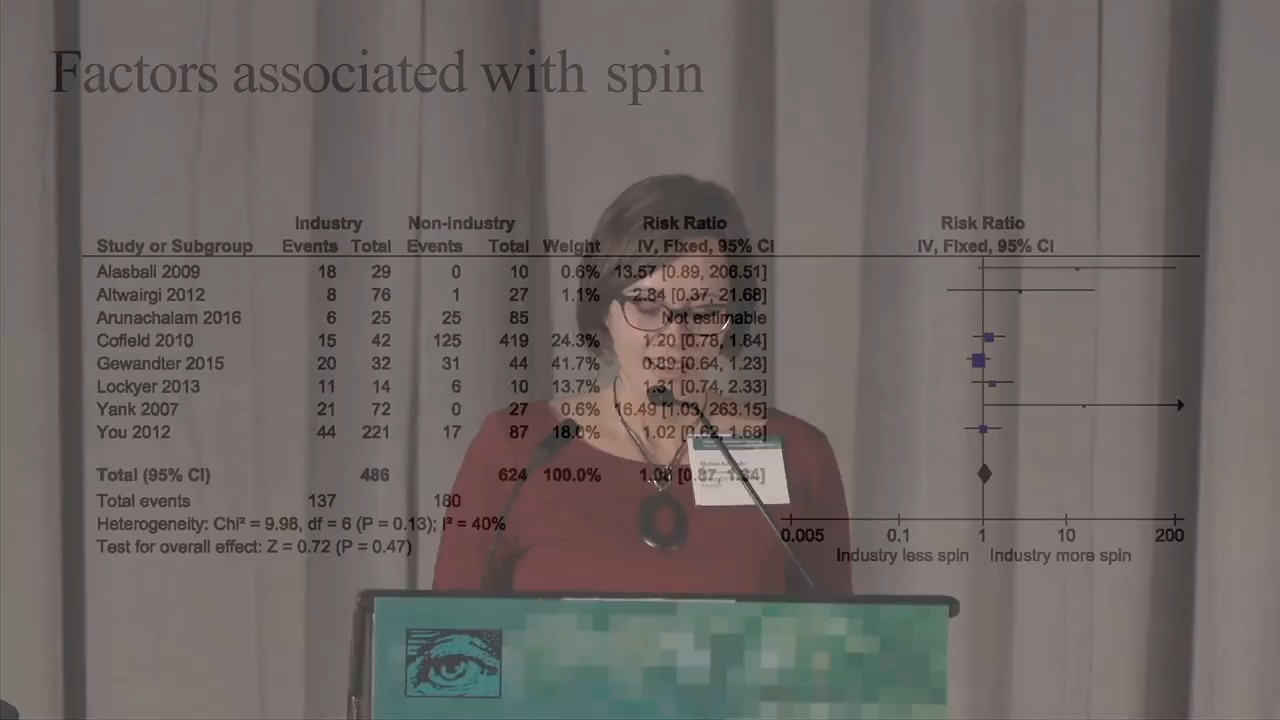 Factors associated with spin
Industry Non-industry Risk Ratio Risk Ratio
Study or Subgroup Events Total Events Total Weight IV, Fixed, 95% CI IV, Fixed, 95% CI
Alasbali 2009 18 29 0 10 0.6% 13.57 [0.89, 206.51]
Altwairgi 2012 8 76 1 27 1.1% 2.84 [0.37, 21.68]
Arunachalam 2016 6 25 25 85 Not estimable
Cofield 2010 15 42 125 419 24.3% 1.20 [0.78, 1.84]
Gewandter 2015 20 32 31 44 41.7% 0.89 [0.64, 1.23]
Lockyer 2013 11 14 6 10 13.7% 1.31 [0.74, 2.33]
Yank 2007 21 72 0 27 0.6% 16.49 [1.03, 263.15]
You 2012 44 221 17 87 18.0% 1.02 [0.62, 1.68]
Total (95% CI) 486 624 100.0% 1.08 [0.87, 1.34]
Total events 137 180
Heterogeneity: Chi² = 9.98, df = 6 (P = 0.13); I² = 40%
Test for overall effect: Z = 0.72 (P = 0.47)
0.005 0.1 1 10 200
Industry less spin Industry more spin